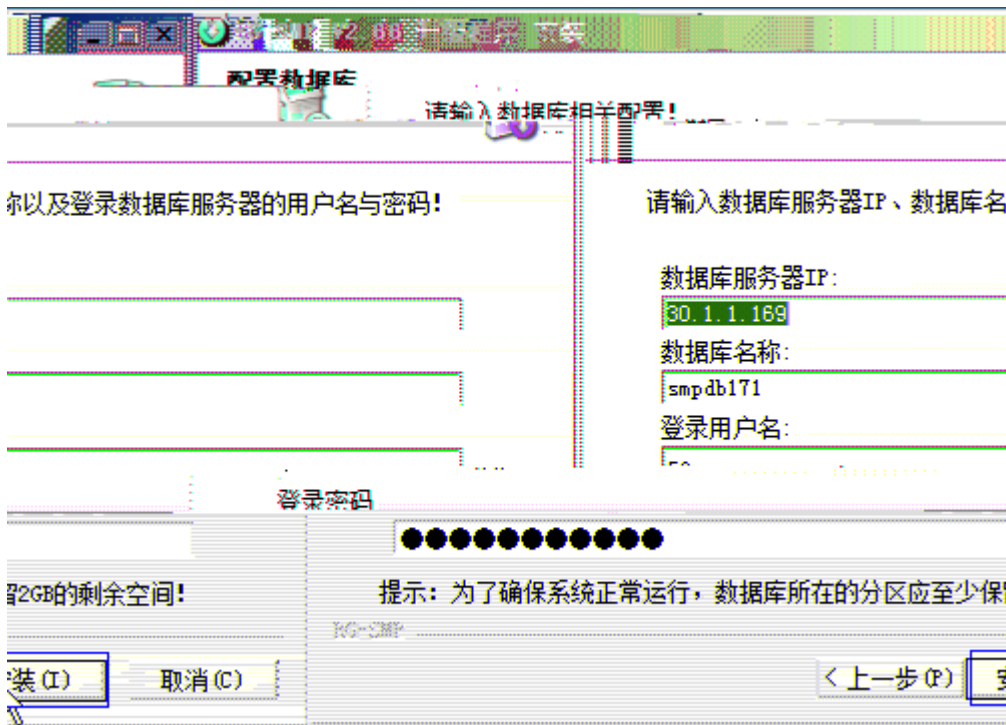 配置数据库
请输入数据库相关配置!
称以及登录数据库服务器的用户名与密码!
请输入数据库服务器IP、数据库名
数据库服务器IP:
30.1.1.169
数据库名称:
smpdb171
登录用户名:
登录密码
●●●●●●●●●●●
2GB的剩余空间!
提示: 为了确保系统正常运行,数据库所在的分区应至少保
RG-SMP
装(I)
取消(C)
<上一步(P)